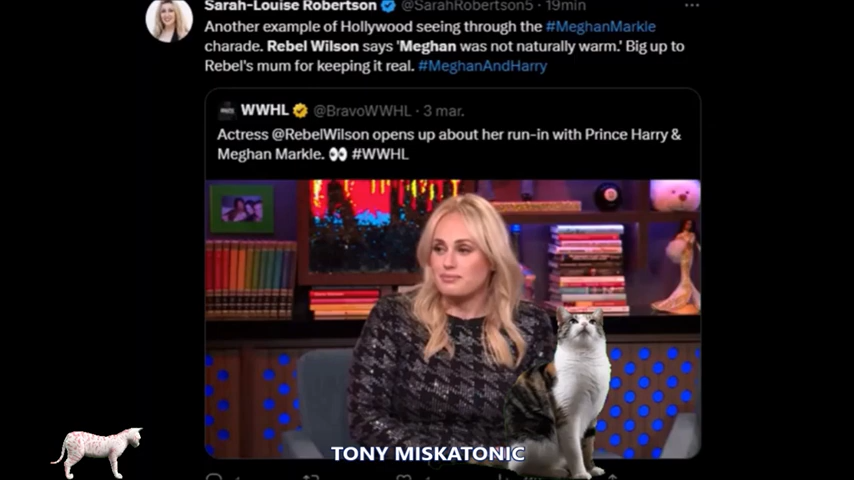 Sarah-Louise Robertson @SarahRobertson5 · 19min
Another example of Hollywood seeing through the #MeghanMarkle
charade. Rebel Wilson says 'Meghan was not naturally warm.' Big up to
Rebel's mum for keeping it real. #MeghanAndHarry
WWHL @BravoWWHL · 3 mar.
Actress @RebelWilson opens up about her run-in with Prince Harry &
Meghan Markle. 👀 #WWHL
TONY MISKATONIC